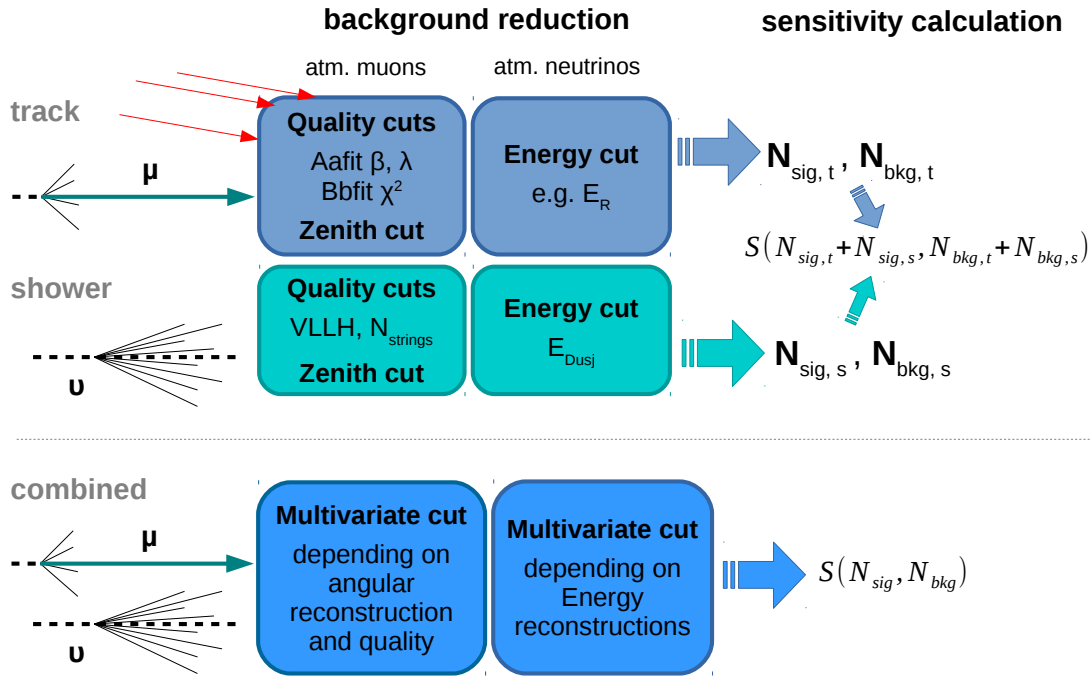 background reduction
sensitivity calculation
atm. muons
atm. neutrinos
track
μ
Quality cuts
Aafit β, λ
Bbfit χ²
Zenith cut
Energy cut
e.g. E_R
N_sig, t , N_bkg, t
S(N_sig,t+N_sig,s, N_bkg,t+N_bkg,s)
shower
υ
Quality cuts
VLLH, N_strings
Zenith cut
Energy cut
E_Dusj
N_sig, s , N_bkg, s
combined
μ
υ
Multivariate cut
depending on
angular
reconstruction
and quality
Multivariate cut
depending on
Energy
reconstructions
S(N_sig, N_bkg)